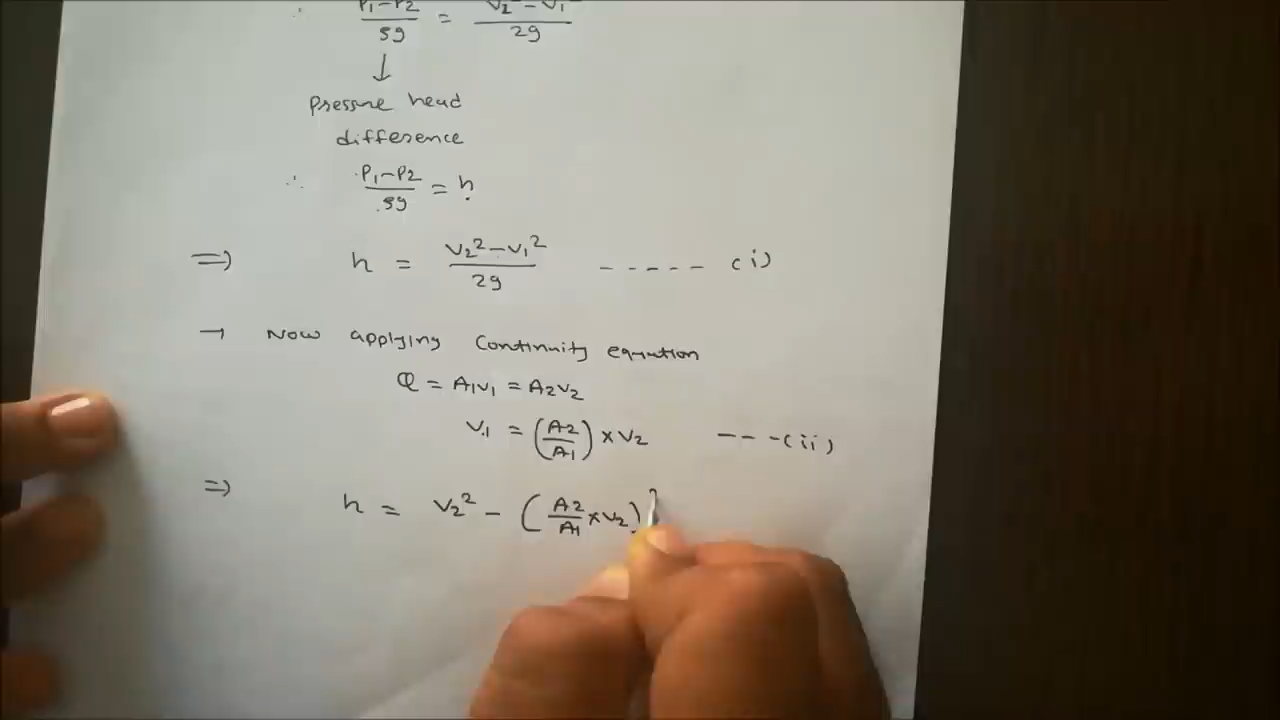 ∴ P1-P2/ρg = V2²-V1²/2g
↓
Pressure head
difference
∴ P1-P2/ρg = h
=> h = V2²-V1²/2g ----- (i)
→ Now applying Continuity equation
Q = A1V1 = A2V2
V1 = (A2/A1) × V2 ---(ii)
=> h = V2² - (A2/A1 × V2)²